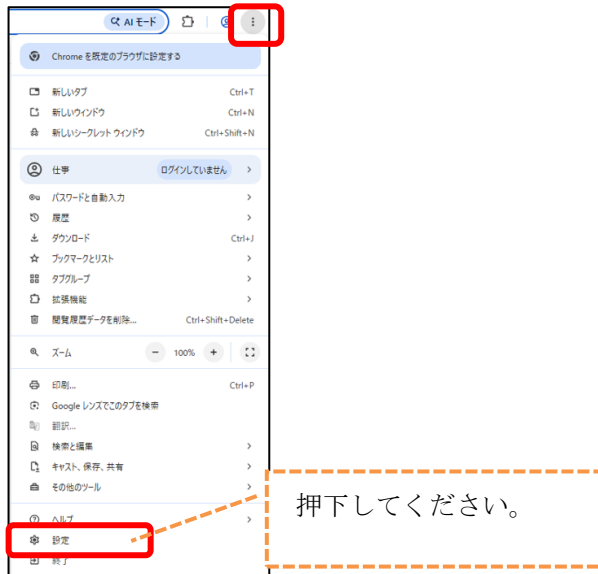 AI モード
Chrome を既定のブラウザに設定する
新しいタブ Ctrl+T
新しいウィンドウ Ctrl+N
新しいシークレット ウィンドウ Ctrl+Shift+N
仕事 ログインしていません
パスワードと自動入力
履歴
ダウンロード Ctrl+J
ブックマークとリスト
タブグループ
拡張機能
閲覧履歴データを削除... Ctrl+Shift+Delete
ズーム − 100% +
印刷... Ctrl+P
Google レンズでこのタブを検索
翻訳...
検索と編集
キャスト、保存、共有
その他のツール
押下してください。
ヘルプ
設定
終了